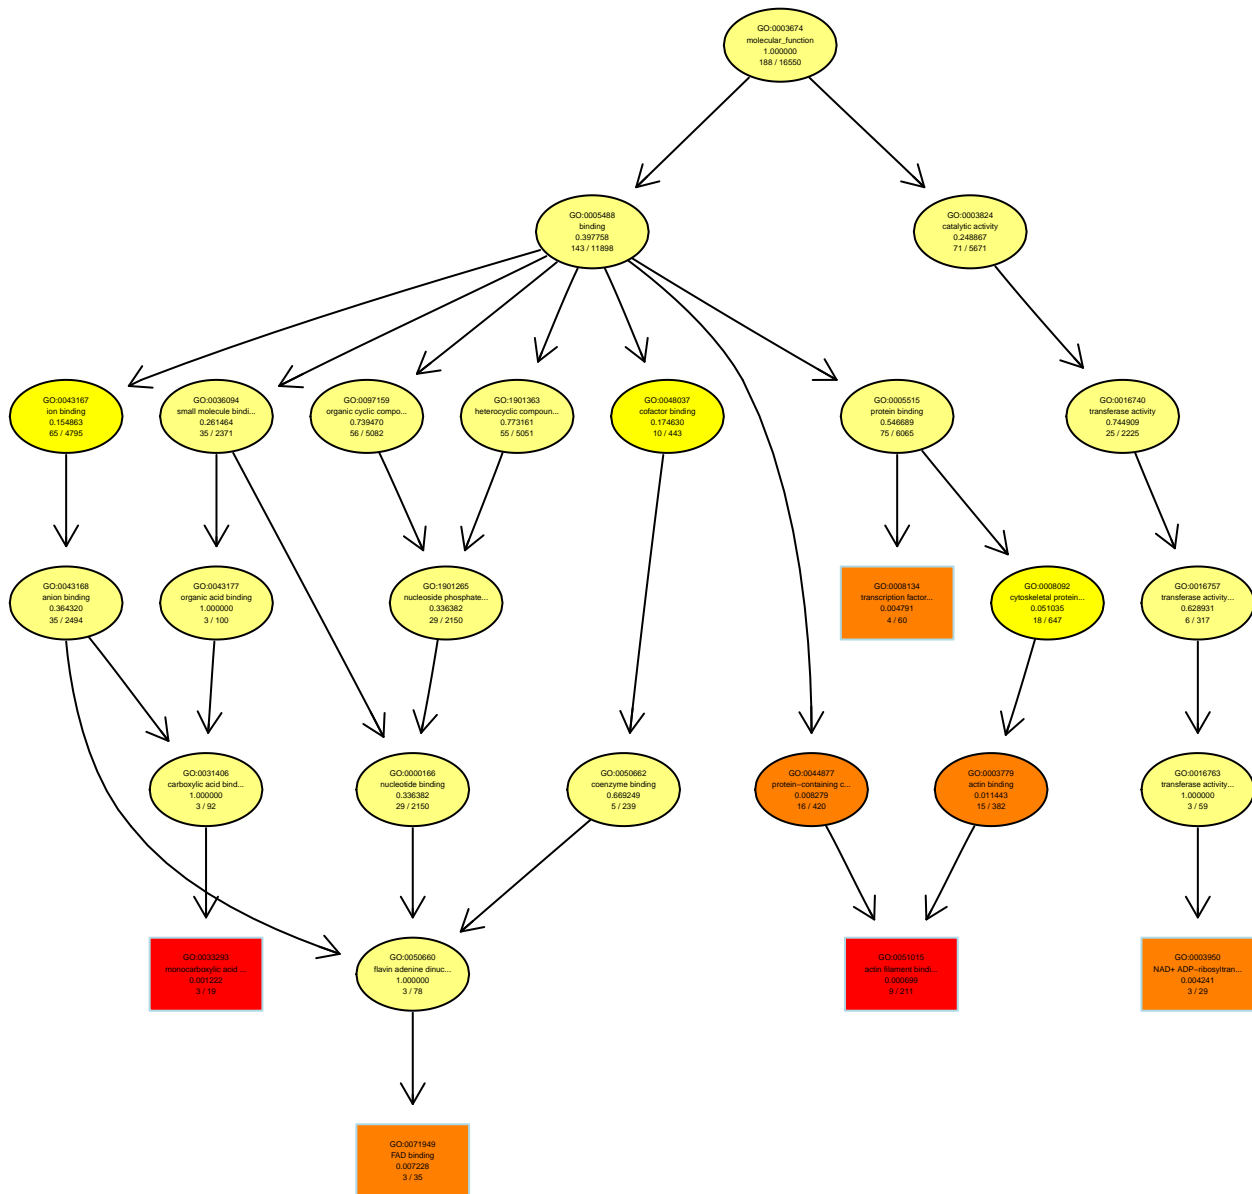 GO:0003674
molecular_function
1.000000
188 / 16550
GO:0005488
binding
0.397758
143 / 11898
GO:0003824
catalytic activity
0.248867
71 / 5671
GO:0043167
ion binding
0.154863
65 / 4795
GO:0036094
small molecule bindi...
0.261464
35 / 2371
GO:0097159
organic cyclic compo...
0.739470
56 / 5082
GO:1901363
heterocyclic compoun...
0.773161
55 / 5051
GO:0048037
cofactor binding
0.174630
10 / 443
GO:0005515
protein binding
0.546689
75 / 6065
GO:0016740
transferase activity
0.744909
25 / 2225
GO:0043168
anion binding
0.364320
35 / 2494
GO:0043177
organic acid binding
1.000000
3 / 100
GO:1901265
nucleoside phosphate...
0.336382
29 / 2150
GO:0008134
transcription factor...
0.004791
4 / 60
GO:0008092
cytoskeletal protein...
0.051035
18 / 647
GO:0016757
transferase activity...
0.628931
6 / 317
GO:0031406
carboxylic acid bind...
1.000000
3 / 92
GO:0000166
nucleotide binding
0.336382
29 / 2150
GO:0050662
coenzyme binding
0.669249
5 / 239
GO:0044877
protein−containing c...
0.008279
16 / 420
GO:0003779
actin binding
0.011443
15 / 382
GO:0016763
transferase activity...
1.000000
3 / 59
GO:0033293
monocarboxylic acid ...
0.001222
3 / 19
GO:0050660
flavin adenine dinuc...
1.000000
3 / 78
GO:0051015
actin filament bindi...
0.000699
9 / 211
GO:0003950
NAD+ ADP−ribosyltran...
0.004241
3 / 29
GO:0071949
FAD binding
0.007228
3 / 35